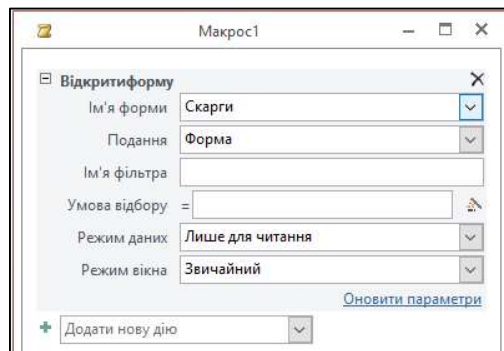 Макрос1
Відкритиформу
Ім'я форми Скарги
Подання Форма
Ім'я фільтра
Умова відбору =
Режим даних Лише для читання
Режим вікна Звичайний
Оновити параметри
Додати нову дію